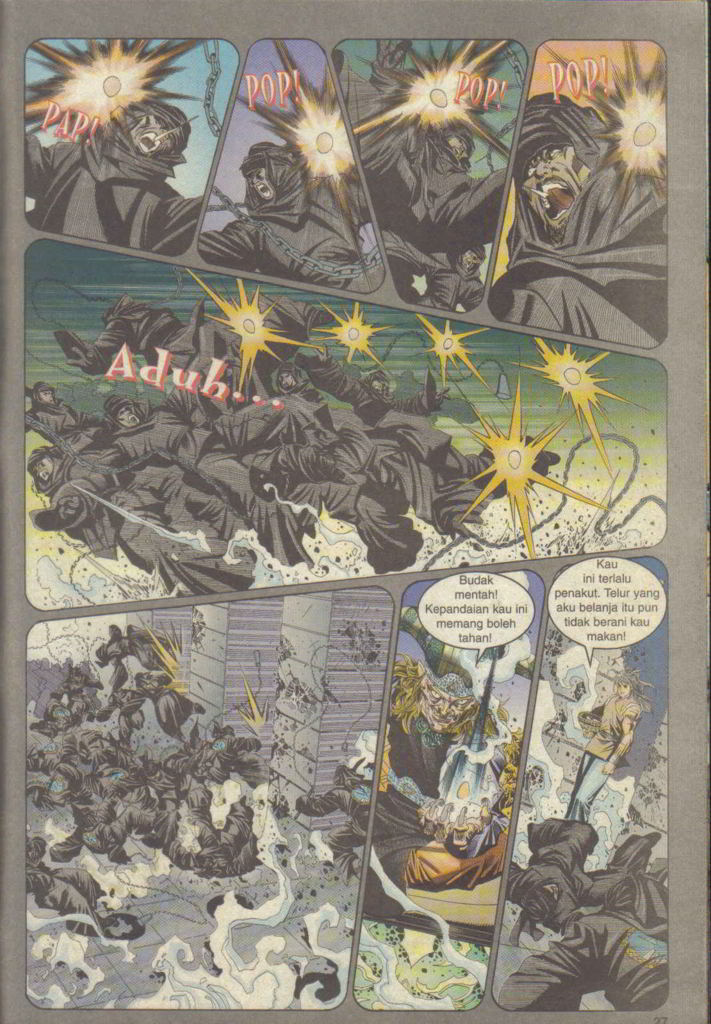 PAP!
POP!
POP!
POP!
Aduh...
Budak
mentah!
Kepandaian kau ini
memang boleh
tahan!
Kau
ini terlalu
penakut. Telur yang
aku belanja itu pun
tidak berani kau
makan!
27